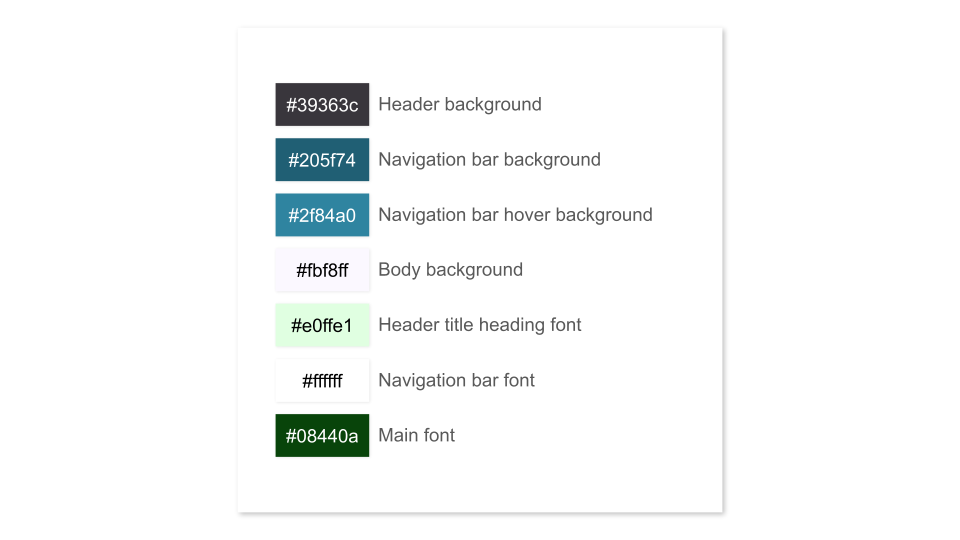 #39363c Header background
#205f74 Navigation bar background
#2f84a0 Navigation bar hover background
#fbf8ff Body background
#e0ffe1 Header title heading font
#ffffff Navigation bar font
#08440a Main font